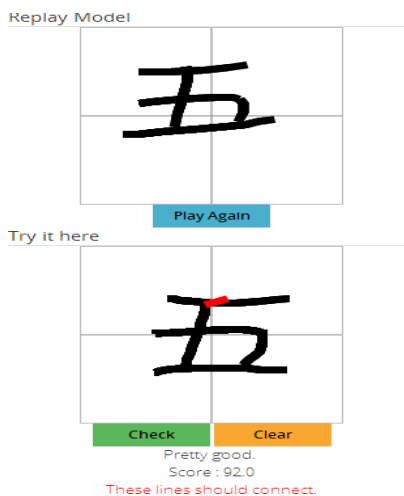 Replay Model
五
Play Again
Try it here
五
Check Clear
Pretty good.
Score : 92.0
These lines should connect.